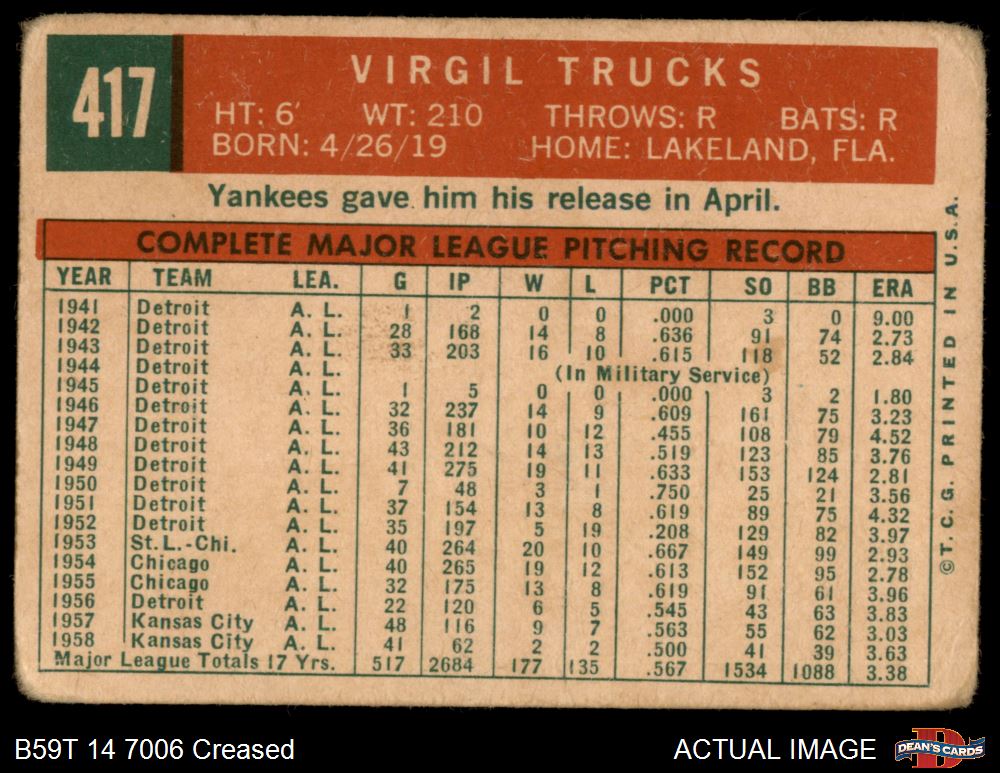 417
VIRGIL TRUCKS
HT: 6' WT: 210 THROWS: R BATS: R
BORN: 4/26/19 HOME: LAKELAND, FLA.
Yankees gave him his release in April.
COMPLETE MAJOR LEAGUE PITCHING RECORD
YEAR TEAM LEA. G IP W L PCT SO BB ERA
1941 Detroit A. L. 1 2 0 0 .000 3 0 9.00
1942 Detroit A. L. 28 168 14 8 .636 91 74 2.73
1943 Detroit A. L. 33 203 16 10 .615 118 52 2.84
1944 Detroit A. L. (In Military Service)
1945 Detroit A. L. 1 5 0 0 .000 3 2 1.80
1946 Detroit A. L. 32 237 14 9 .609 161 75 3.23
1947 Detroit A. L. 36 181 10 12 .455 108 79 4.52
1948 Detroit A. L. 43 212 14 13 .519 123 85 3.76
1949 Detroit A. L. 41 275 19 11 .633 153 124 2.81
1950 Detroit A. L. 7 48 3 1 .750 25 21 3.56
1951 Detroit A. L. 37 154 13 8 .619 89 75 4.32
1952 Detroit A. L. 35 197 5 19 .208 129 82 3.97
1953 St. L.-Chi. A. L. 40 264 20 10 .667 149 99 2.93
1954 Chicago A. L. 40 265 19 12 .613 152 95 2.78
1955 Chicago A. L. 32 175 13 8 .619 91 61 3.96
1956 Detroit A. L. 22 120 6 5 .545 43 63 3.83
1957 Kansas City A. L. 48 116 9 7 .563 55 62 3.03
1958 Kansas City A. L. 41 62 2 2 .500 41 39 3.63
Major League Totals 17 Yrs. 517 2684 177 135 .567 1534 1088 3.38
©T. C. G. PRINTED IN U.S.A.
B59T 14 7006 Creased
ACTUAL IMAGE
DEAN'S CARDS